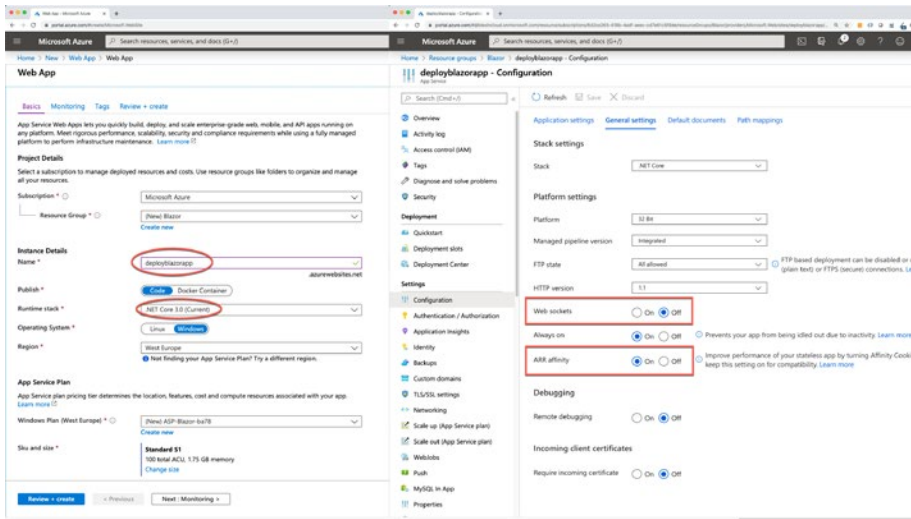 Microsoft Azure
Search resources, services, and docs (G+/)
Home > New > Web App > Web App
Web App
Basics Monitoring Tags Review + create
App Service Web Apps lets you quickly build, deploy, and scale enterprise-grade web, mobile, and API apps running on
any platform. Meet rigorous performance, scalability, security and compliance requirements while using a fully managed
platform to perform infrastructure maintenance. Learn more
Project Details
Select a subscription to manage deployed resources and costs. Use resource groups like folders to organize and manage
all your resources.
Subscription *
Microsoft Azure
Resource Group *
(New) Blazor
Create new
Instance Details
Name *
deployblazorapp
.azurewebsites.net
Publish *
Code Docker Container
Runtime stack *
.NET Core 3.0 (Current)
Operating System *
Linux Windows
Region *
West Europe
Not finding your App Service Plan? Try a different region.
App Service Plan
App Service plan pricing tier determines the location, features, cost and compute resources associated with your app.
Learn more
Windows Plan (West Europe) *
(New) ASP-Blazor-ba78
Create new
Sku and size *
Standard S1
100 total ACU, 1.75 GB memory
Change size
Review + create
< Previous
Next : Monitoring >
Microsoft Azure
Search resources, services, and docs (G+/)
Home > Resource groups > Blazor > deployblazorapp - Configuration
deployblazorapp - Configuration
App Service
Search (Cmd+/)
Overview
Activity log
Access control (IAM)
Tags
Diagnose and solve problems
Security
Deployment
Quickstart
Deployment slots
Deployment Center
Settings
Configuration
Authentication / Authorization
Application Insights
Identity
Backups
Custom domains
TLS/SSL settings
Networking
Scale up (App Service plan)
Scale out (App Service plan)
WebJobs
Push
MySQL In App
Properties
Refresh Save Discard
Application settings General settings Default documents Path mappings
Stack settings
Stack
.NET Core
Platform settings
Platform
32 Bit
Managed pipeline version
Integrated
FTP state
All allowed
FTP based deployment can be disabled or
(plain text) or FTPS (secure) connections.
HTTP version
1.1
Web sockets
On Off
Always on
On Off
Prevents your app from being idled out due to inactivity. Learn more
ARR affinity
On Off
Improve performance of your stateless app by turning Affinity Cooki
keep this setting on for compatibility. Learn more
Debugging
Remote debugging
On Off
Incoming client certificates
Require incoming certificate
On Off